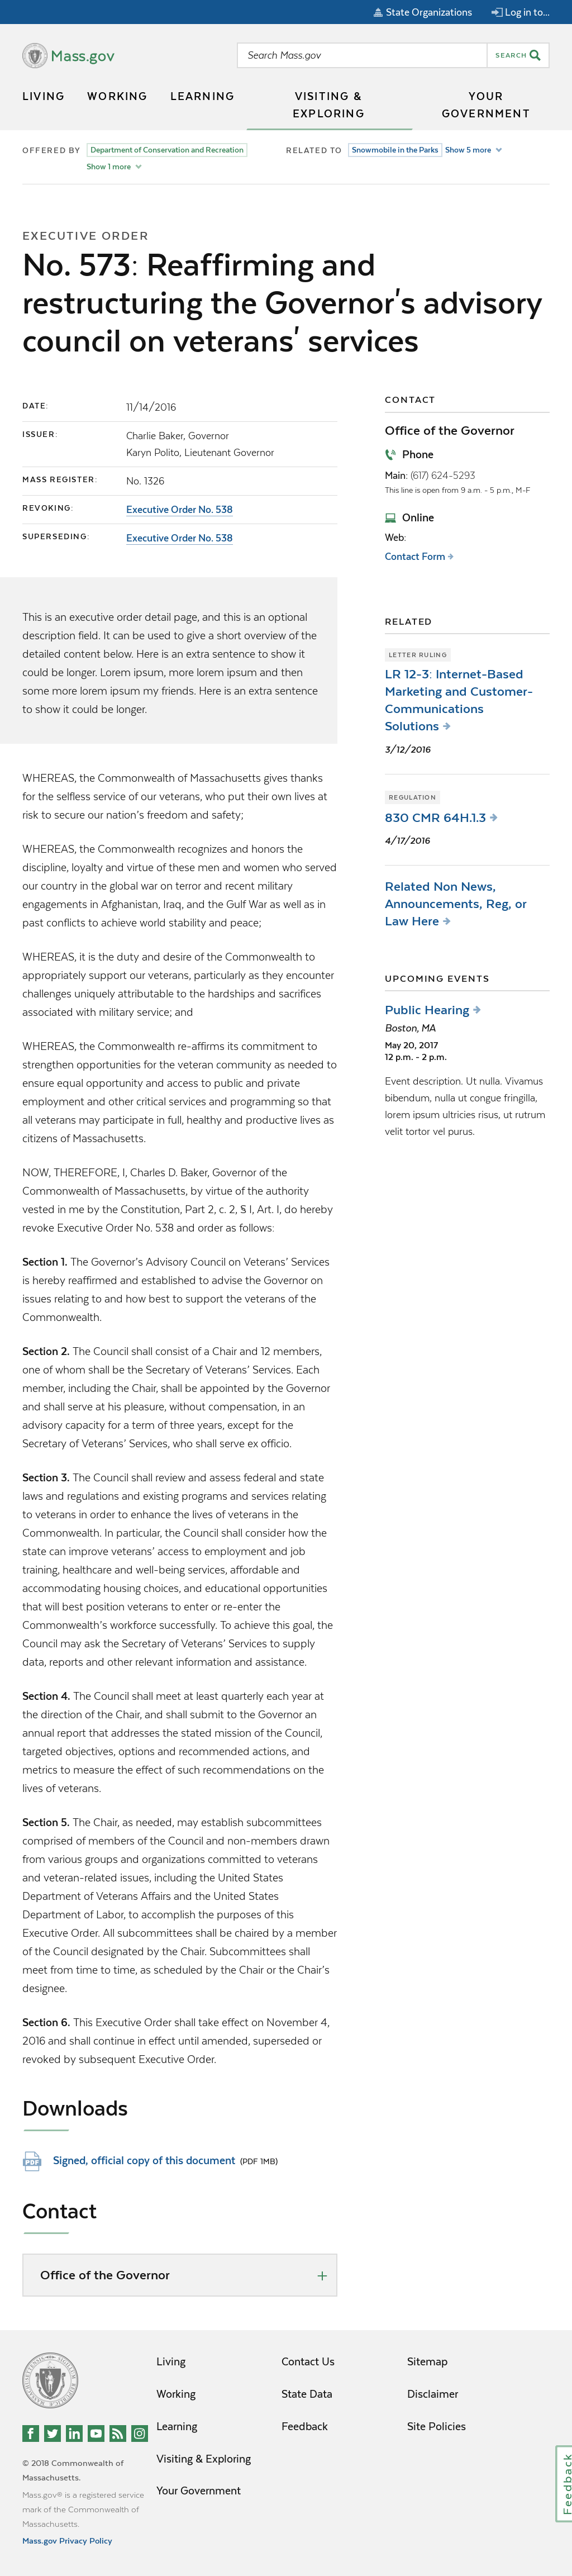 State Organizations
Log in to...
Mass.gov
Search Mass.gov
SEARCH
LIVING
WORKING
LEARNING
VISITING &
EXPLORING
YOUR
GOVERNMENT
OFFERED BY
Department of Conservation and Recreation
Show 1 more
RELATED TO
Snowmobile in the Parks
Show 5 more
EXECUTIVE ORDER
No. 573: Reaffirming and
restructuring the Governor's advisory
council on veterans' services
DATE:
11/14/2016
ISSUER:
Charlie Baker, Governor
Karyn Polito, Lieutenant Governor
MASS REGISTER:
No. 1326
REVOKING:
Executive Order No. 538
SUPERSEDING:
Executive Order No. 538
This is an executive order detail page, and this is an optional
description field. It can be used to give a short overview of the
detailed content below. Here is an extra sentence to show it
could be longer. Lorem ipsum, more lorem ipsum and then
some more lorem ipsum my friends. Here is an extra sentence
to show it could be longer.
WHEREAS, the Commonwealth of Massachusetts gives thanks
for the selfless service of our veterans, who put their own lives at
risk to secure our nation's freedom and safety;
WHEREAS, the Commonwealth recognizes and honors the
discipline, loyalty and virtue of these men and women who served
our country in the global war on terror and recent military
engagements in Afghanistan, Iraq, and the Gulf War as well as in
past conflicts to achieve world stability and peace;
WHEREAS, it is the duty and desire of the Commonwealth to
appropriately support our veterans, particularly as they encounter
challenges uniquely attributable to the hardships and sacrifices
associated with military service; and
WHEREAS, the Commonwealth re-affirms its commitment to
strengthen opportunities for the veteran community as needed to
ensure equal opportunity and access to public and private
employment and other critical services and programming so that
all veterans may participate in full, healthy and productive lives as
citizens of Massachusetts.
NOW, THEREFORE, I, Charles D. Baker, Governor of the
Commonwealth of Massachusetts, by virtue of the authority
vested in me by the Constitution, Part 2, c. 2, § I, Art. I, do hereby
revoke Executive Order No. 538 and order as follows:
Section 1. The Governor's Advisory Council on Veterans' Services
is hereby reaffirmed and established to advise the Governor on
issues relating to and how best to support the veterans of the
Commonwealth.
Section 2. The Council shall consist of a Chair and 12 members,
one of whom shall be the Secretary of Veterans' Services. Each
member, including the Chair, shall be appointed by the Governor
and shall serve at his pleasure, without compensation, in an
advisory capacity for a term of three years, except for the
Secretary of Veterans' Services, who shall serve ex officio.
Section 3. The Council shall review and assess federal and state
laws and regulations and existing programs and services relating
to veterans in order to enhance the lives of veterans in the
Commonwealth. In particular, the Council shall consider how the
state can improve veterans' access to employment and job
training, healthcare and well-being services, affordable and
accommodating housing choices, and educational opportunities
that will best position veterans to enter or re-enter the
Commonwealth's workforce successfully. To achieve this goal, the
Council may ask the Secretary of Veterans' Services to supply
data, reports and other relevant information and assistance.
Section 4. The Council shall meet at least quarterly each year at
the direction of the Chair, and shall submit to the Governor an
annual report that addresses the stated mission of the Council,
targeted objectives, options and recommended actions, and
metrics to measure the effect of such recommendations on the
lives of veterans.
Section 5. The Chair, as needed, may establish subcommittees
comprised of members of the Council and non-members drawn
from various groups and organizations committed to veterans
and veteran-related issues, including the United States
Department of Veterans Affairs and the United States
Department of Labor, to accomplish the purposes of this
Executive Order. All subcommittees shall be chaired by a member
of the Council designated by the Chair. Subcommittees shall
meet from time to time, as scheduled by the Chair or the Chair's
designee.
Section 6. This Executive Order shall take effect on November 4,
2016 and shall continue in effect until amended, superseded or
revoked by subsequent Executive Order.
Downloads
PDF
Signed, official copy of this document (PDF 1MB)
Contact
Office of the Governor
CONTACT
Office of the Governor
Phone
Main: (617) 624-5293
This line is open from 9 a.m. - 5 p.m., M-F
Online
Web:
Contact Form
RELATED
LETTER RULING
LR 12-3: Internet-Based
Marketing and Customer-
Communications
Solutions
3/12/2016
REGULATION
830 CMR 64H.1.3
4/17/2016
Related Non News,
Announcements, Reg, or
Law Here
UPCOMING EVENTS
Public Hearing
Boston, MA
May 20, 2017
12 p.m. - 2 p.m.
Event description. Ut nulla. Vivamus
bibendum, nulla ut congue fringilla,
lorem ipsum ultricies risus, ut rutrum
velit tortor vel purus.
Living
Working
Learning
Visiting & Exploring
Your Government
Contact Us
State Data
Feedback
Sitemap
Disclaimer
Site Policies
© 2018 Commonwealth of
Massachusetts.
Mass.gov® is a registered service
mark of the Commonwealth of
Massachusetts.
Mass.gov Privacy Policy
Feedback